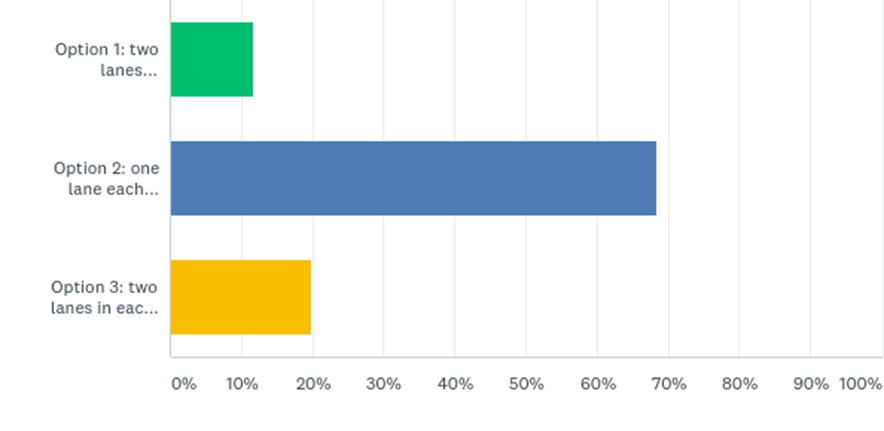 Option 1: two
lanes...
Option 2: one
lane each...
Option 3: two
lanes in eac...
0% 10% 20% 30% 40% 50% 60% 70% 80% 90% 100%